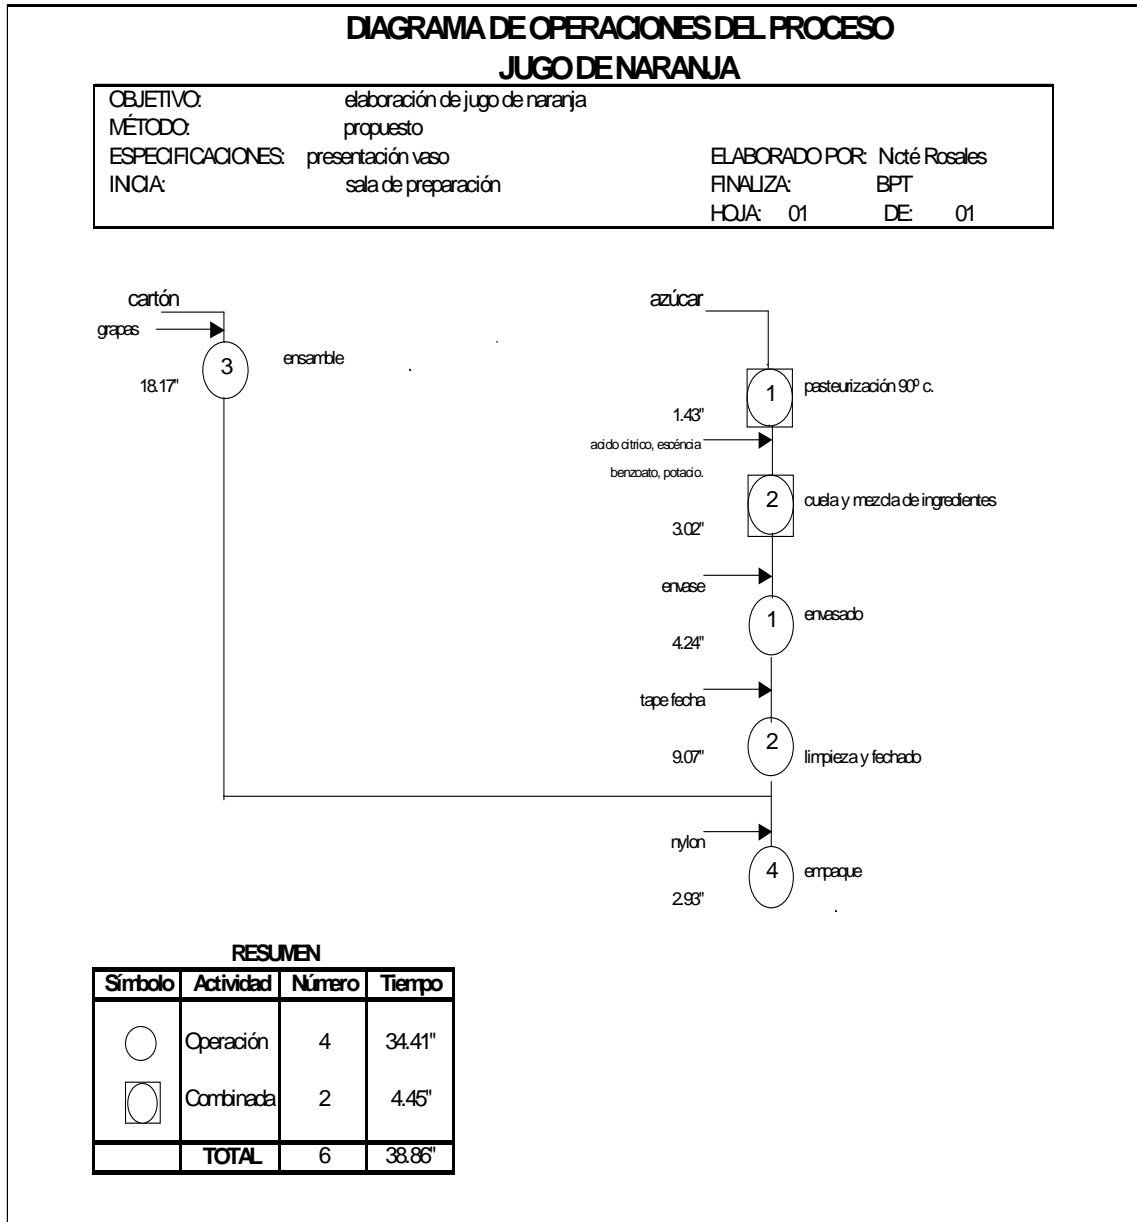 DIAGRAMA DE OPERACIONES DEL PROCESO
JUGO DE NARANJA
OBJETIVO: elaboración de jugo de naranja
MÉTODO: propuesto
ESPECIFICACIONES: presentación vaso ELABORADO POR: Ncté Rosales
INICIA: sala de preparación FINALIZA: BPT
HOJA: 01 DE: 01
cartón
grapas
3
ensamble
18.17"
azúcar
1
pasteurización 90º c.
1.43"
acido citrico, escéncia
benzoato, potacio.
2
cuela y mezcla de ingredientes
3.02"
envase
1
envasado
4.24"
tape fecha
2
9.07"
limpieza y fechado
nylon
4
empaque
2.93"
RESUMEN
Símbolo Actividad Número Tiempo
Operación 4 34.41"
Combinada 2 4.45"
TOTAL 6 38.86"